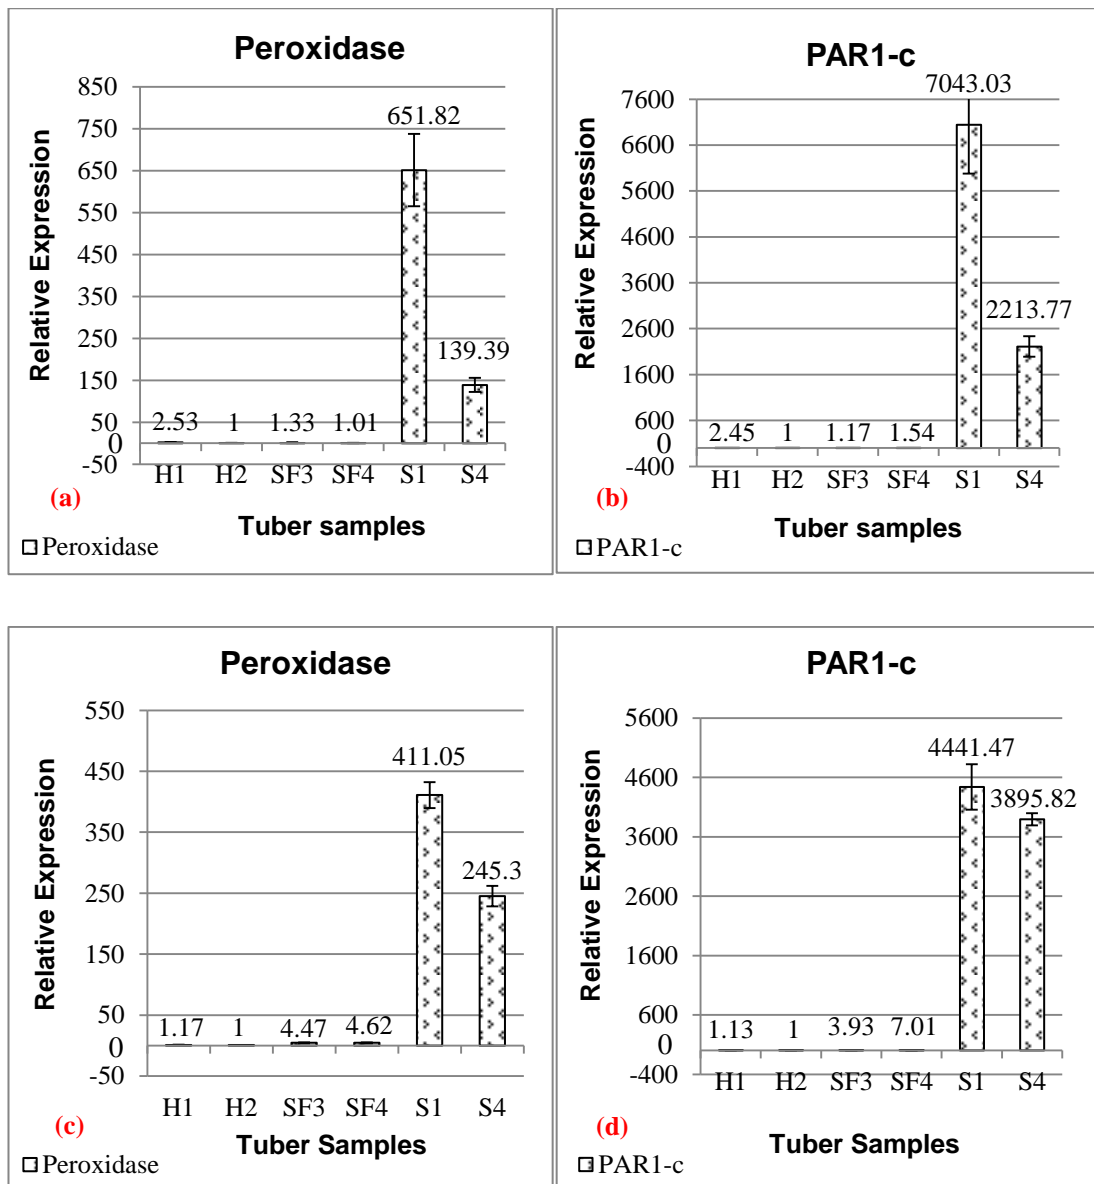 Peroxidase
850
750
650
550
450
350
250
150
50
0
-50
Relative Expression
2.53 1 1.33 1.01 651.82 139.39
H1 H2 SF3 SF4 S1 S4
(a)
Tuber samples
Peroxidase
PAR1-c
7600
6600
5600
4600
3600
2600
1600
600
0
-400
Relative Expression
2.45 1 1.17 1.54 7043.03 2213.77
H1 H2 SF3 SF4 S1 S4
(b)
Tuber samples
PAR1-c
Peroxidase
550
450
350
250
150
50
0
-50
Relative Expression
1.17 1 4.47 4.62 411.05 245.3
H1 H2 SF3 SF4 S1 S4
(c)
Tuber Samples
Peroxidase
PAR1-c
5600
4600
3600
2600
1600
600
0
-400
Relative Expression
1.13 1 3.93 7.01 4441.47 3895.82
H1 H2 SF3 SF4 S1 S4
(d)
Tuber Samples
PAR1-c